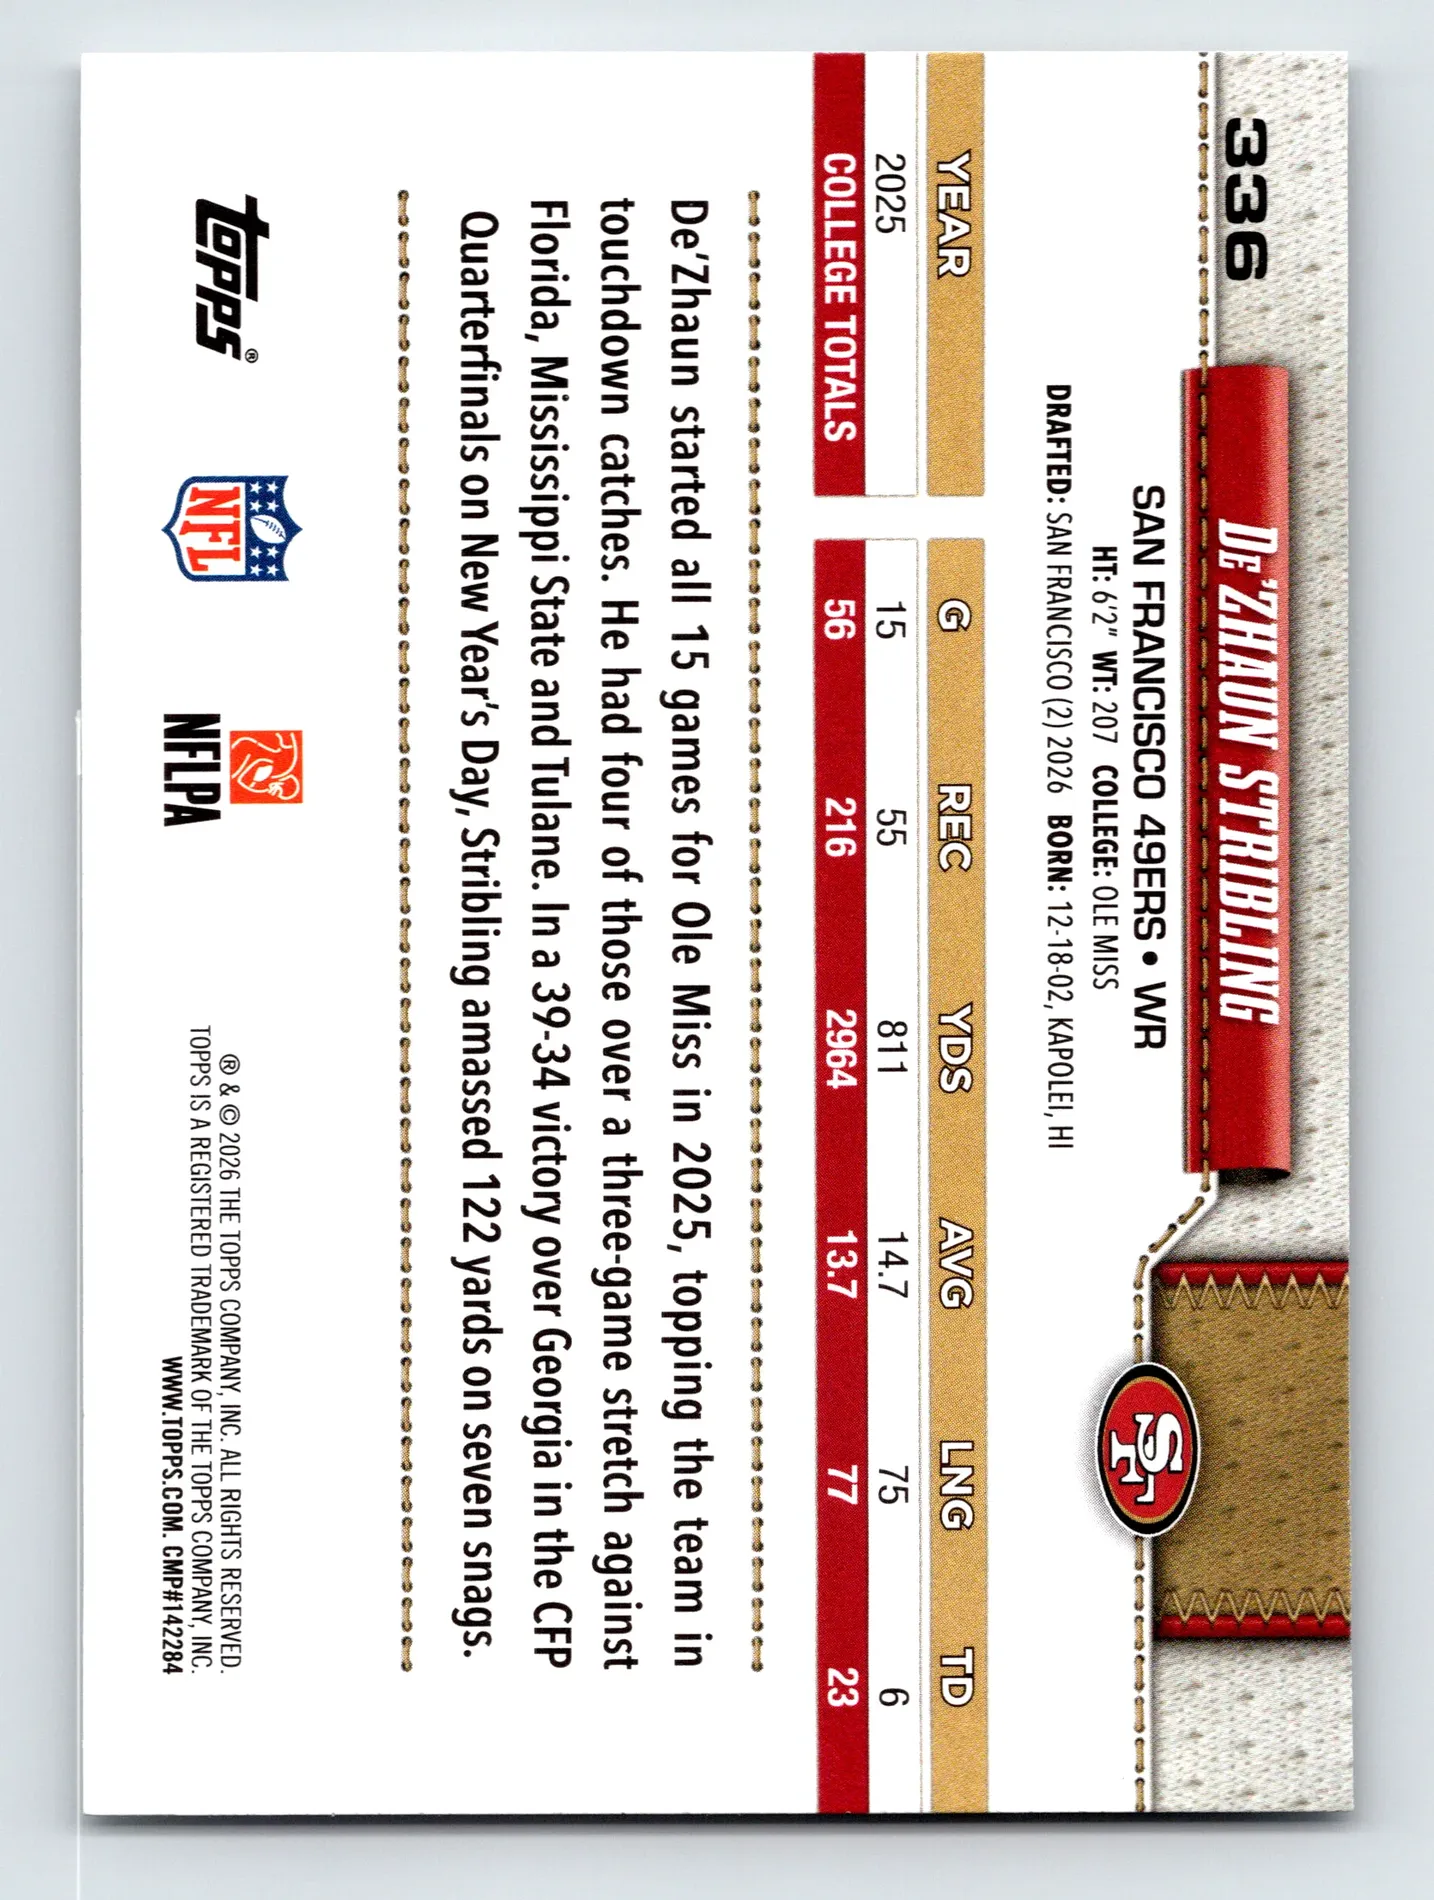 336
DE'ZHAUN STRIBLING
SAN FRANCISCO 49ERS • WR
HT: 6'2" WT: 207 COLLEGE: OLE MISS
DRAFTED: SAN FRANCISCO (2) 2026 BORN: 12-18-02, KAPOLEI, HI
SF
YEAR G REC YDS AVG LNG TD
2025 15 55 811 14.7 75 6
COLLEGE TOTALS 56 216 2964 13.7 77 23
De'Zhaun started all 15 games for Ole Miss in 2025, topping the team in
touchdown catches. He had four of those over a three-game stretch against
Florida, Mississippi State and Tulane. In a 39-34 victory over Georgia in the CFP
Quarterfinals on New Year's Day, Stribling amassed 122 yards on seven snags.
topps®
NFL
NFLPA
® & © 2026 THE TOPPS COMPANY, INC. ALL RIGHTS RESERVED.
TOPPS IS A REGISTERED TRADEMARK OF THE TOPPS COMPANY, INC.
WWW.TOPPS.COM. CMP#142284